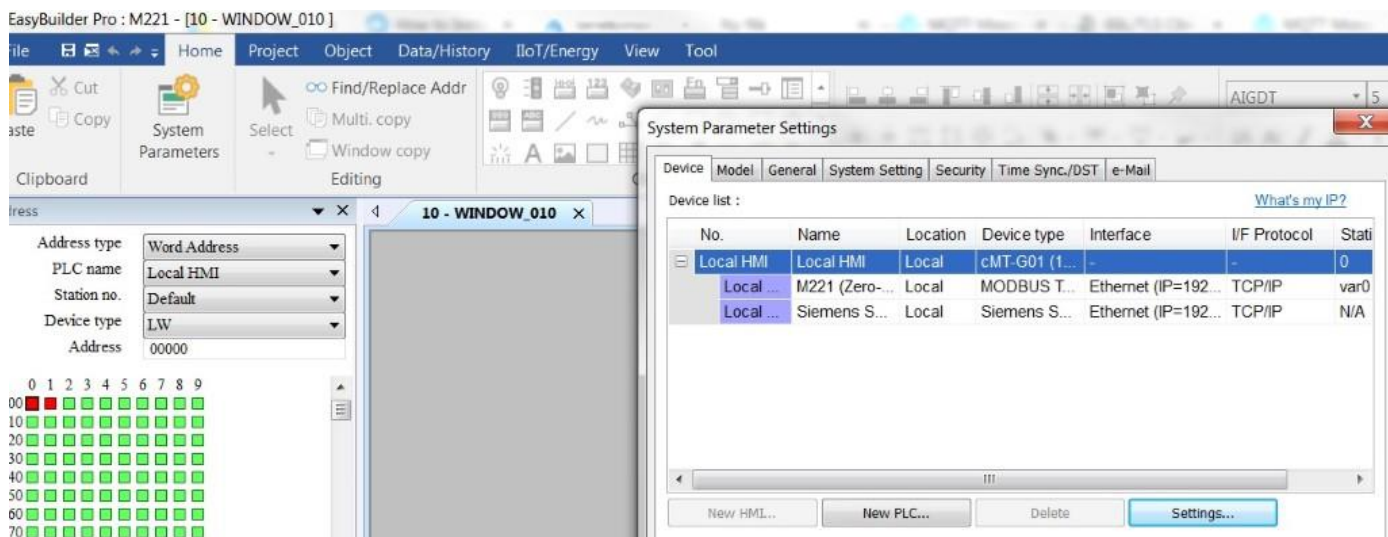 EasyBuilder Pro : M221 - [10 - WINDOW_010 ]
File Home Project Object Data/History IIoT/Energy View Tool
Cut
Copy
System
Parameters
Select
Find/Replace Addr
Multi. copy
Window copy
Clipboard
Editing
AIGDT
5
Address type Word Address
PLC name Local HMI
Station no. Default
Device type LW
Address 00000
0 1 2 3 4 5 6 7 8 9
00
10
20
30
40
50
60
70
10 - WINDOW_010
System Parameter Settings
Device Model General System Setting Security Time Sync./DST e-Mail
Device list :
What's my IP?
No. Name Location Device type Interface I/F Protocol Stati
Local HMI Local HMI Local cMT-G01 (1... - - 0
Local ... M221 (Zero-... Local MODBUS T... Ethernet (IP=192... TCP/IP var0
Local ... Siemens S... Local Siemens S... Ethernet (IP=192... TCP/IP N/A
New HMI... New PLC... Delete Settings...